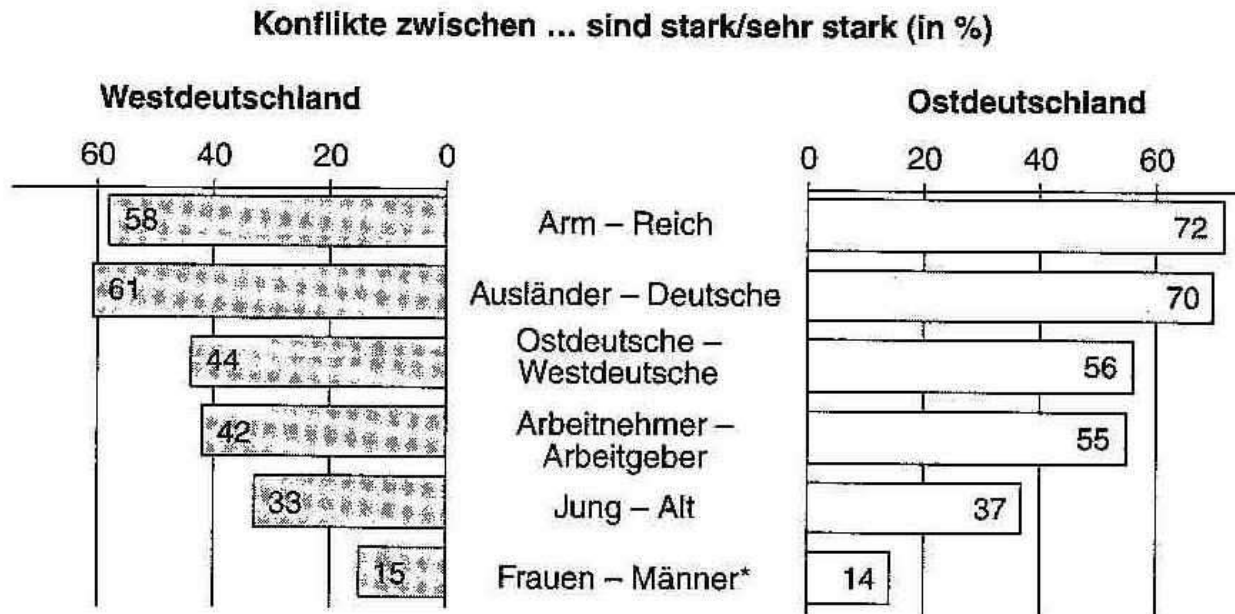 Konflikte zwischen ... sind stark/sehr stark (in %)
Westdeutschland
Ostdeutschland
60 40 20 0
0 20 40 60
58 Arm – Reich 72
61 Ausländer – Deutsche 70
Ostdeutsche –
44 Westdeutsche 56
Arbeitnehmer –
42 Arbeitgeber 55
33 Jung – Alt 37
15 Frauen – Männer* 14